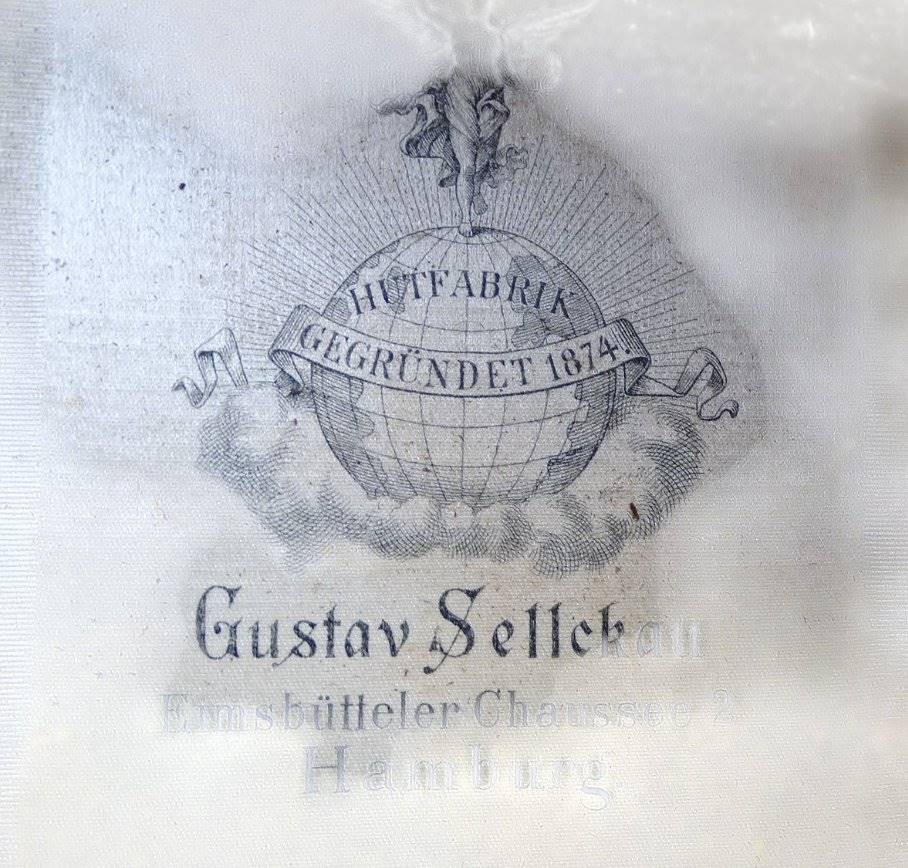 HUTFABRIK
GEGRÜNDET 1874.
Gustav Sellckau
Eimsbütteler Chaussee 2
Hamburg.